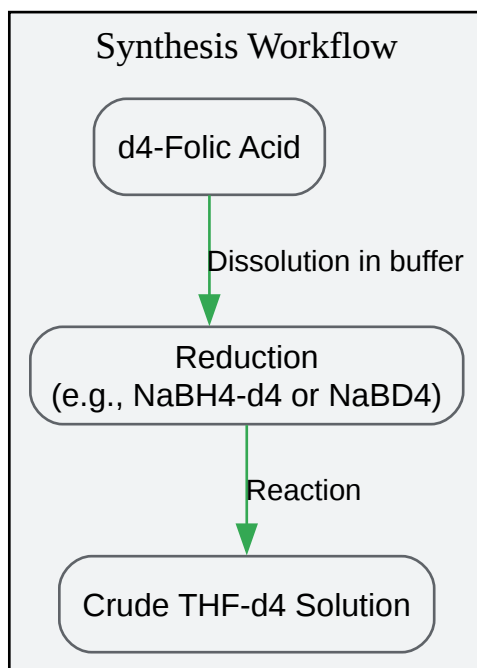 Synthesis Workflow
d4-Folic Acid
Dissolution in buffer
Reduction
(e.g., NaBH4-d4 or NaBD4)
Reaction
Crude THF-d4 Solution